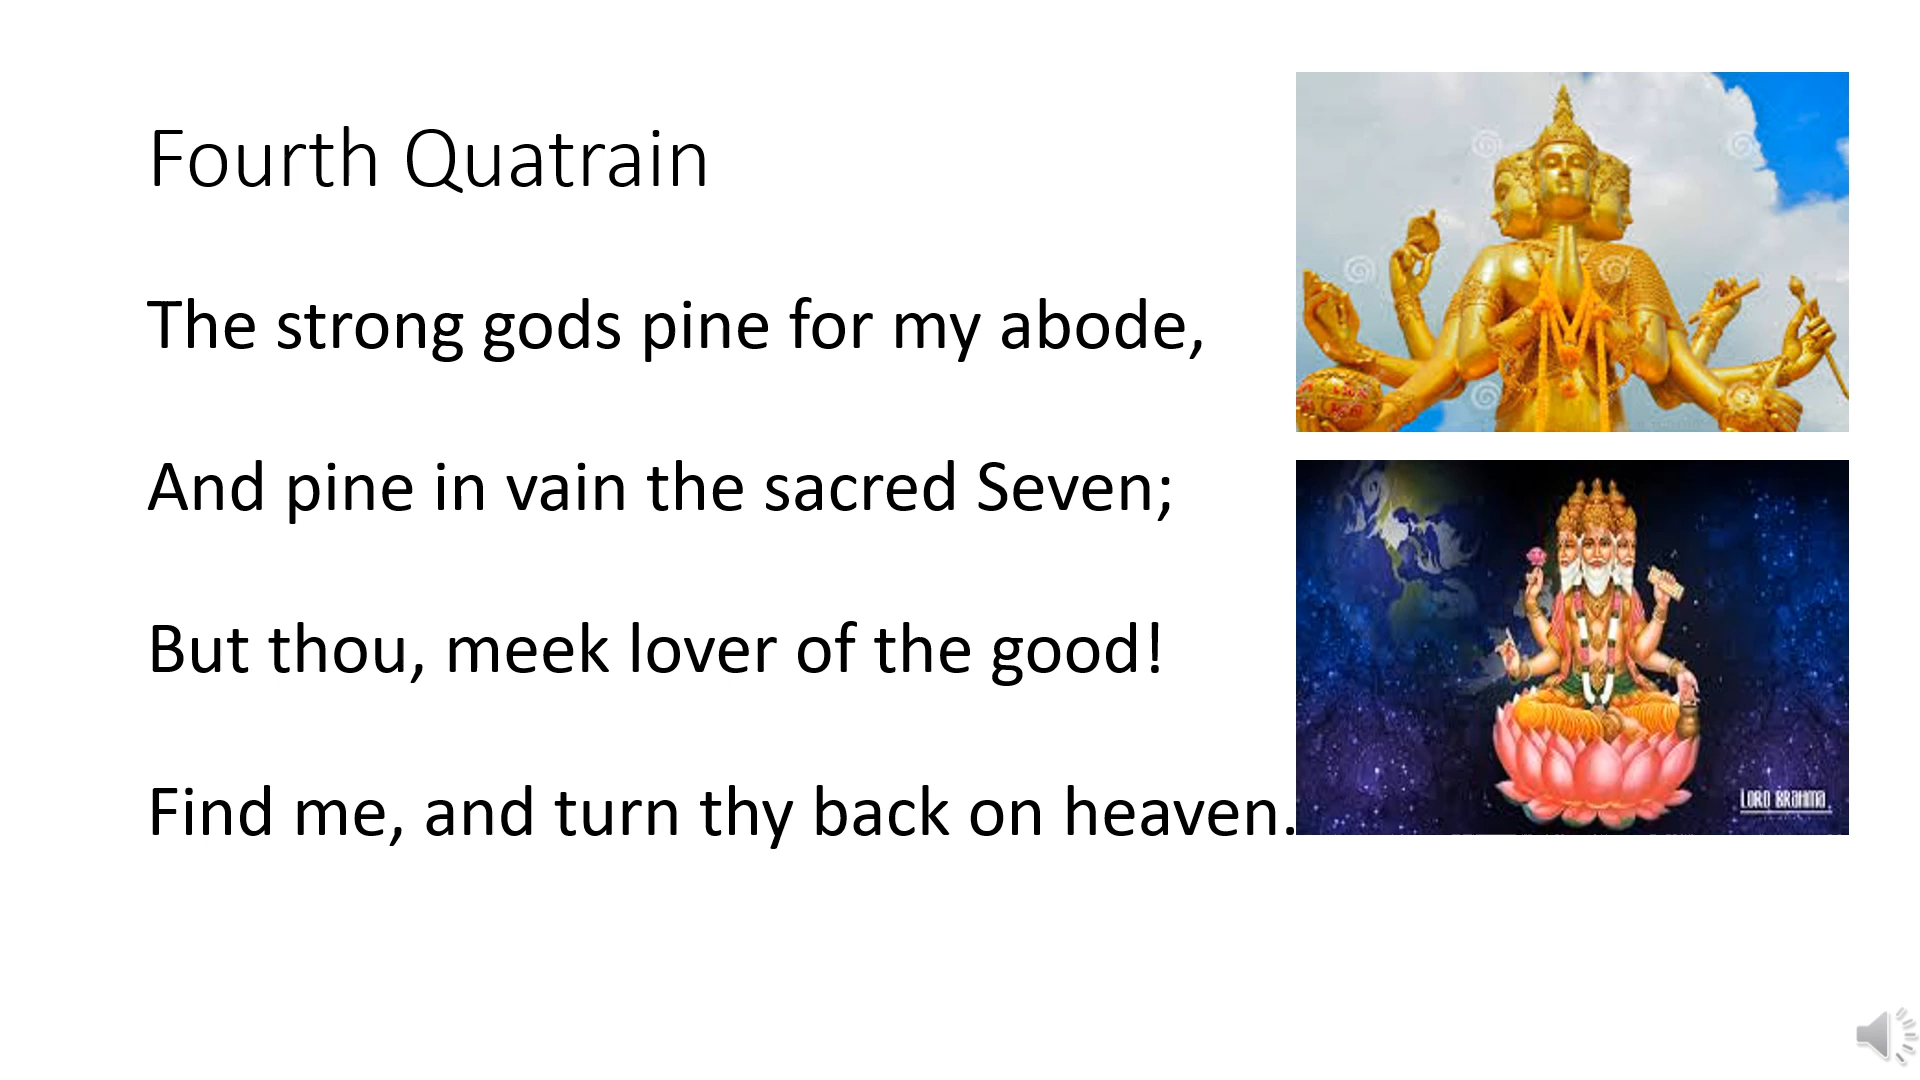 Fourth Quatrain
The strong gods pine for my abode,
And pine in vain the sacred Seven;
But thou, meek lover of the good!
Find me, and turn thy back on heaven.
LORD BRAHMA